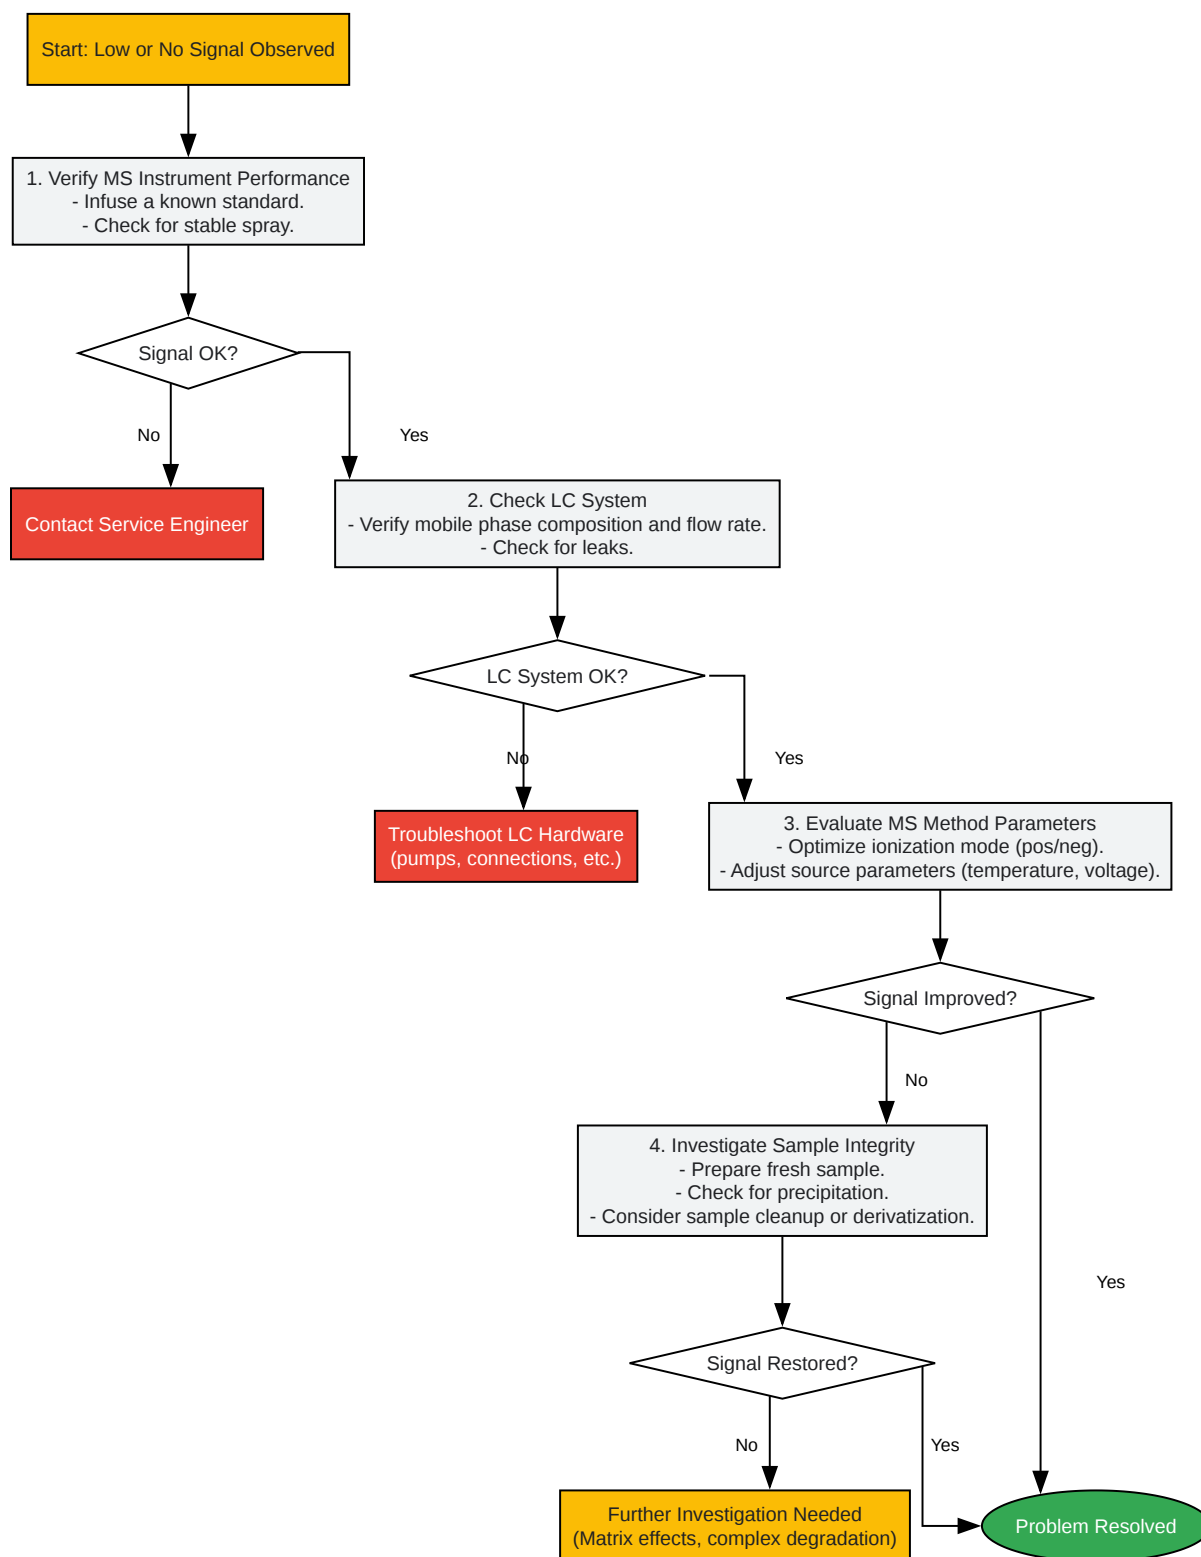 Start: Low or No Signal Observed
1. Verify MS Instrument Performance
- Infuse a known standard.
- Check for stable spray.
Signal OK?
No
Yes
Contact Service Engineer
2. Check LC System
- Verify mobile phase composition and flow rate.
- Check for leaks.
LC System OK?
No
Yes
Troubleshoot LC Hardware
(pumps, connections, etc.)
3. Evaluate MS Method Parameters
- Optimize ionization mode (pos/neg).
- Adjust source parameters (temperature, voltage).
Signal Improved?
No
Yes
4. Investigate Sample Integrity
- Prepare fresh sample.
- Check for precipitation.
- Consider sample cleanup or derivatization.
Signal Restored?
No
Yes
Further Investigation Needed
(Matrix effects, complex degradation)
Problem Resolved